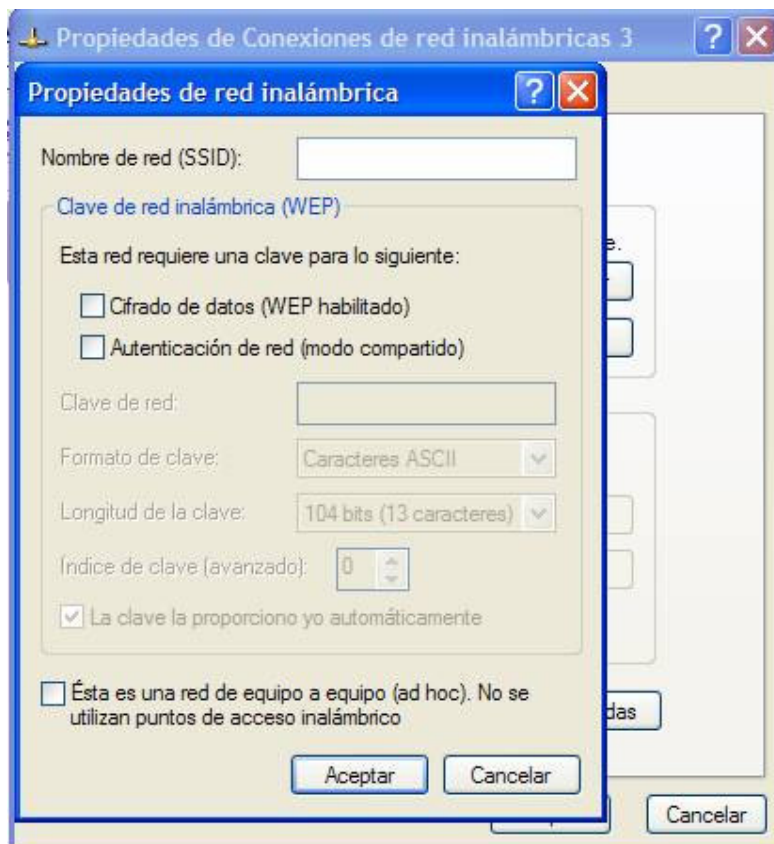 Propiedades de Conexiones de red inalámbricas 3
Propiedades de red inalámbrica
Nombre de red (SSID):
Clave de red inalámbrica (WEP)
Esta red requiere una clave para lo siguiente:
Cifrado de datos (WEP habilitado)
Autenticación de red (modo compartido)
Clave de red:
Formato de clave: Caracteres ASCII
Longitud de la clave: 104 bits (13 caracteres)
Índice de clave (avanzado): 0
La clave la proporciono yo automáticamente
Ésta es una red de equipo a equipo (ad hoc). No se
utilizan puntos de acceso inalámbrico
Aceptar Cancelar
Cancelar